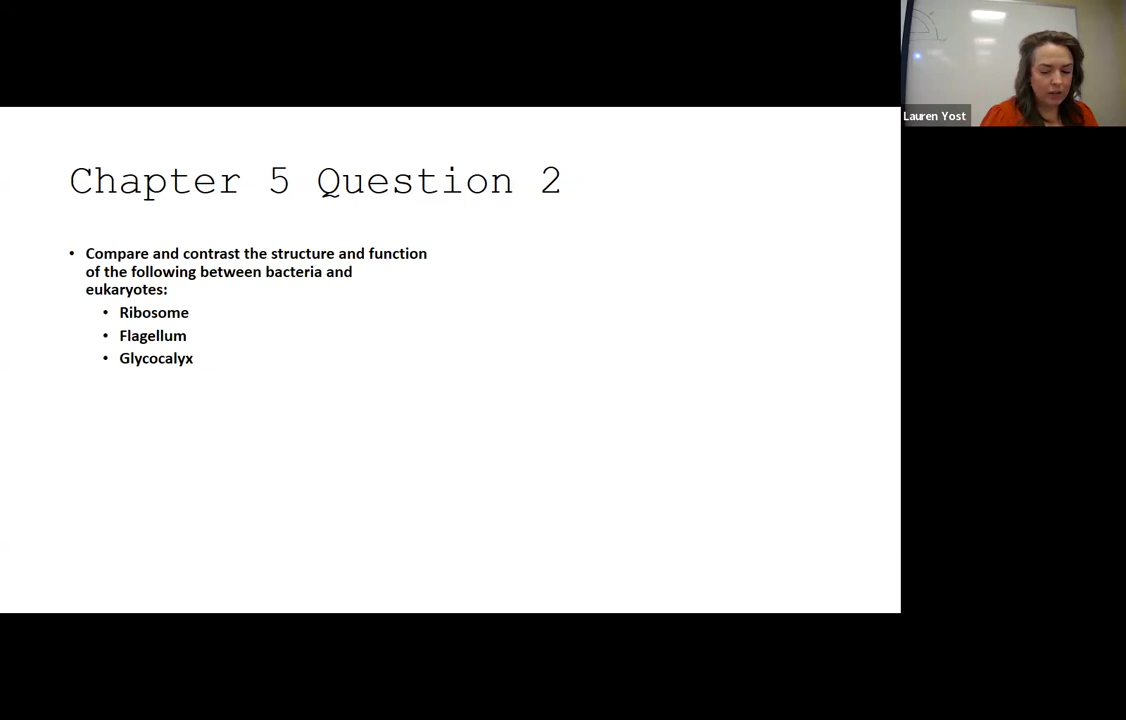 Lauren Yost
Chapter 5 Question 2
• Compare and contrast the structure and function
of the following between bacteria and
eukaryotes:
• Ribosome
• Flagellum
• Glycocalyx